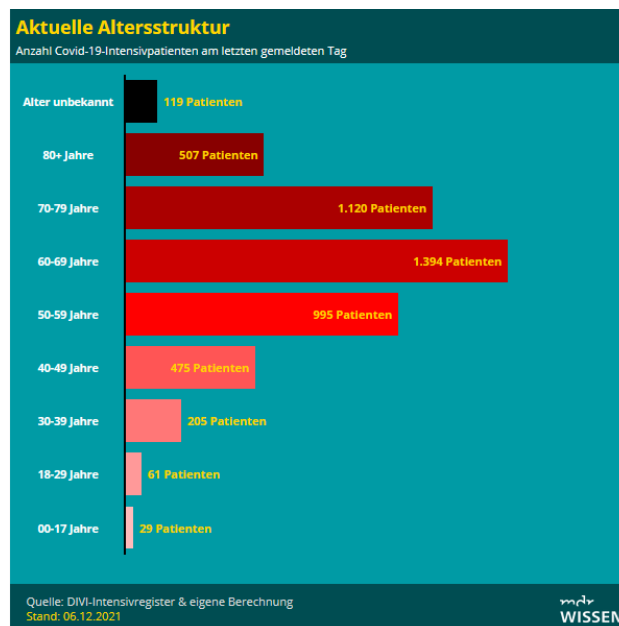 Aktuelle Altersstruktur
Anzahl Covid-19-Intensivpatienten am letzten gemeldeten Tag
Alter unbekannt 119 Patienten
80+ Jahre 507 Patienten
70-79 Jahre 1.120 Patienten
60-69 Jahre 1.394 Patienten
50-59 Jahre 995 Patienten
40-49 Jahre 475 Patienten
30-39 Jahre 205 Patienten
18-29 Jahre 61 Patienten
00-17 Jahre 29 Patienten
Quelle: DIVI-Intensivregister & eigene Berechnung
Stand: 06.12.2021
mdr
WISSEN